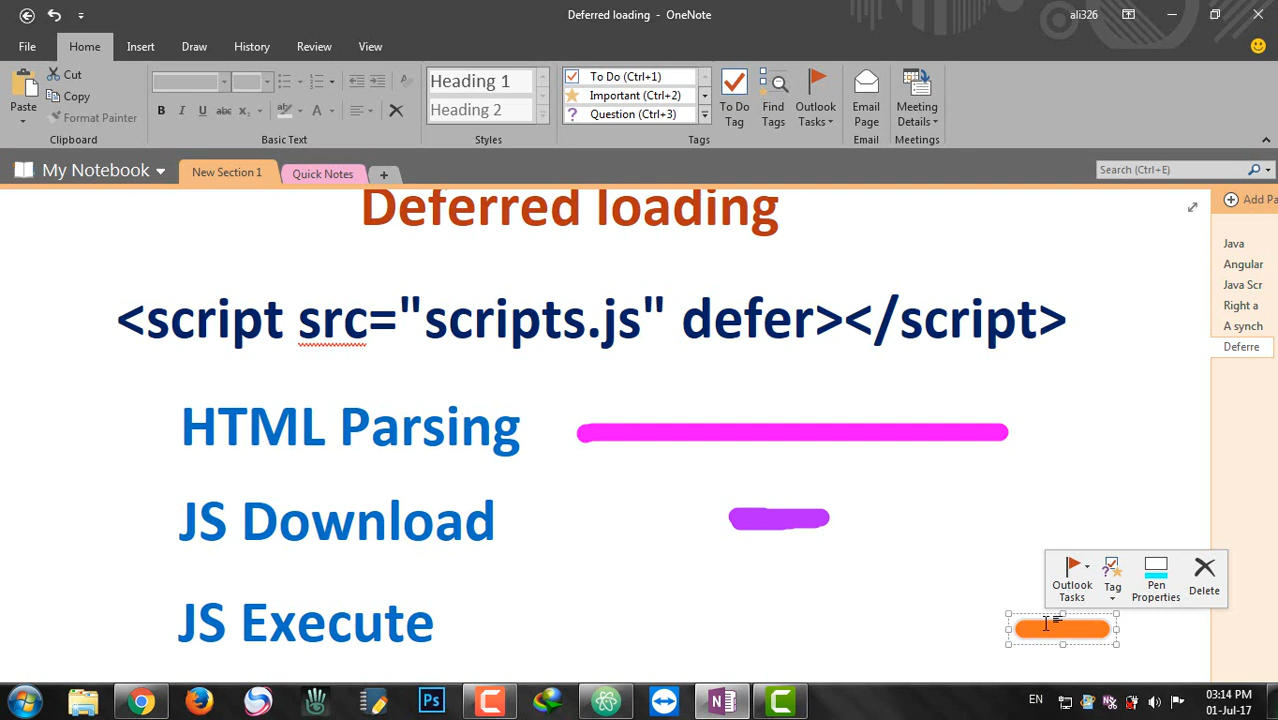 Deferred loading - OneNote
ali326
File
Home
Insert
Draw
History
Review
View
Paste
Cut
Copy
Format Painter
Clipboard
B I U abc X₂ A
Basic Text
Heading 1
Heading 2
Styles
To Do (Ctrl+1)
Important (Ctrl+2)
? Question (Ctrl+3)
Tags
To Do
Tag
Find
Tags
Outlook
Tasks
Email
Page
Email
Meeting
Details
Meetings
My Notebook
New Section 1
Quick Notes
+
Search (Ctrl+E)
Add Pa
Java
Angular
Java Scr
Right a
A synch
Deferre
Deferred loading
<script src="scripts.js" defer></script>
HTML Parsing
JS Download
JS Execute
Outlook
Tasks
Tag
Pen
Properties
Delete
Ps
N
C
EN
03:14 PM
01-Jul-17